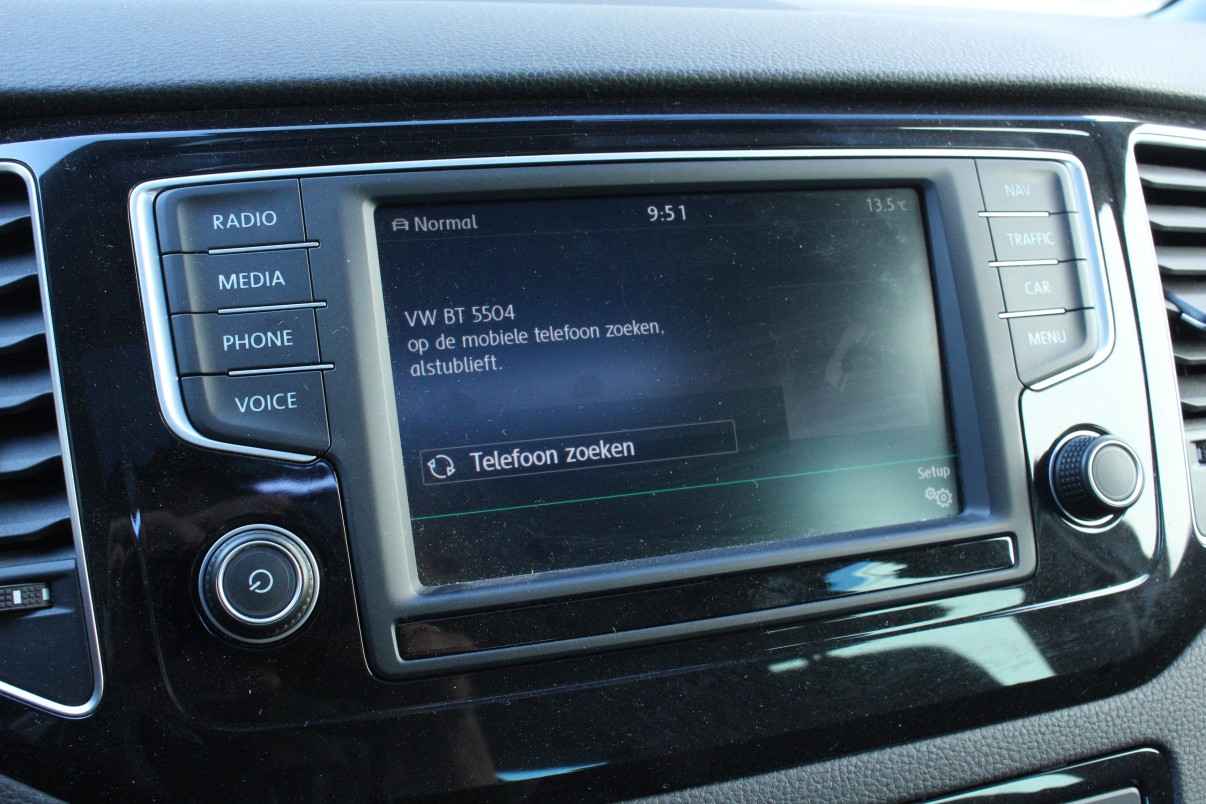 RADIO
MEDIA
PHONE
VOICE
Normal
9:51
13.5 °C
VW BT 5504
op de mobiele telefoon zoeken,
alstublieft.
Telefoon zoeken
Setup
NAV
TRAFFIC
CAR
MENU